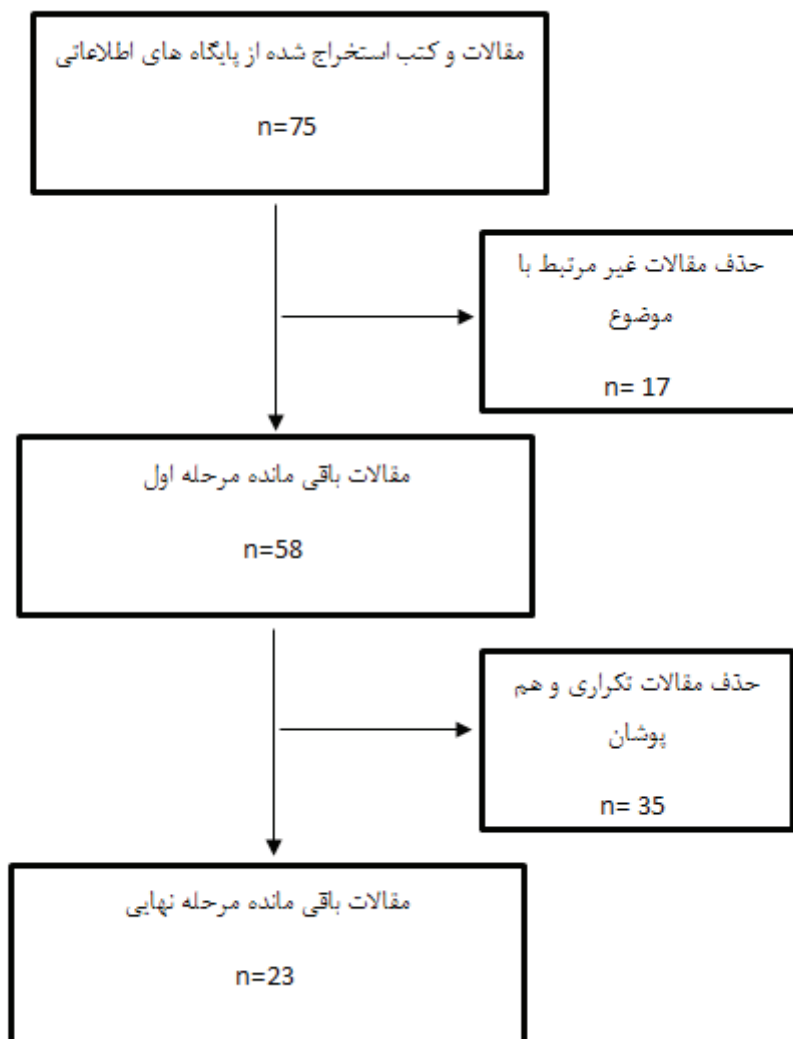 مقالات و کتب استخراج شده از پایگاه های اطلاعاتی
n=75
حذف مقالات غیر مرتبط با
موضوع
n= 17
مقالات باقی مانده مرحله اول
n=58
حذف مقالات تکراری و هم
پوشان
n= 35
مقالات باقی مانده مرحله نهایی
n=23